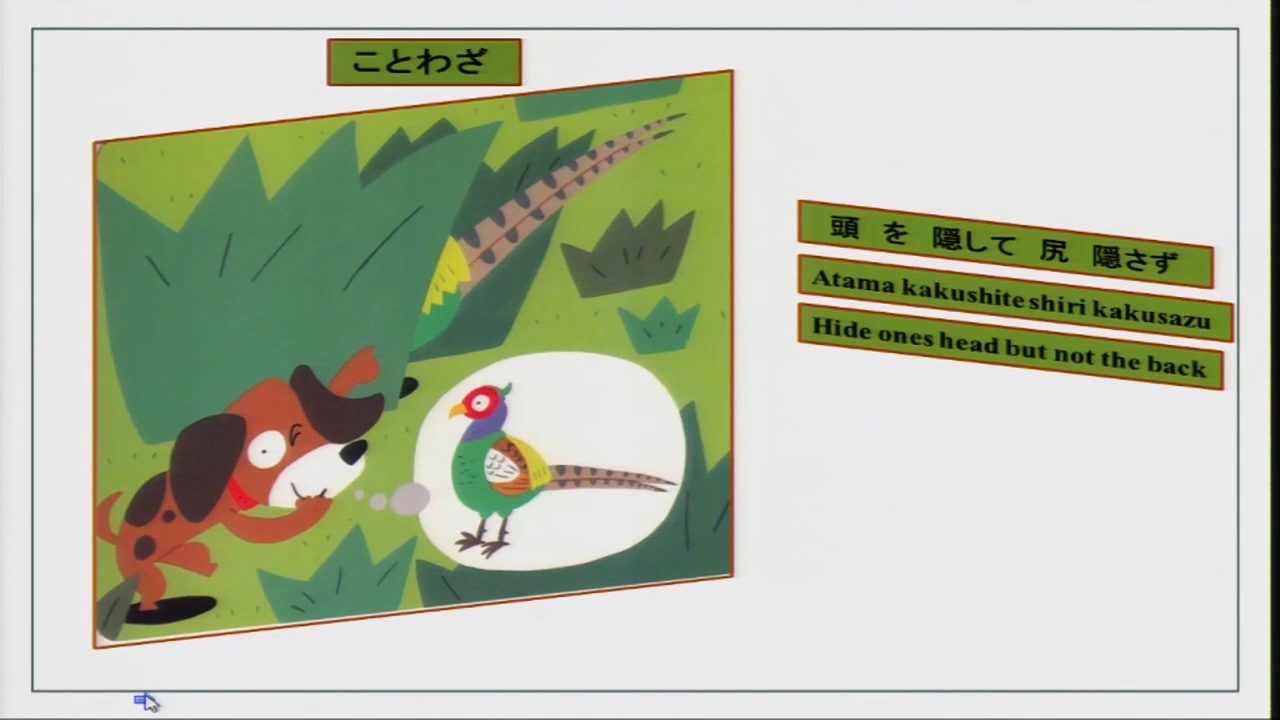 ことわざ
頭 を 隠して 尻 隠さず
Atama kakushite shiri kakusazu
Hide ones head but not the back